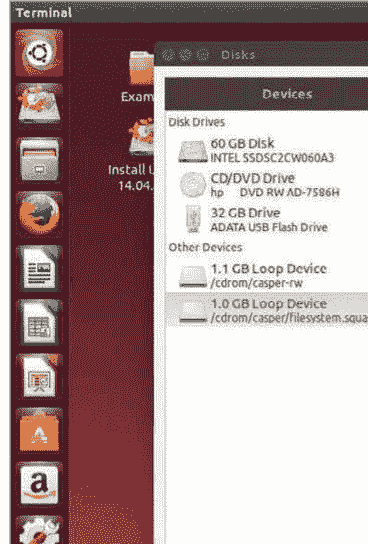 Terminal
Disks
Devices
Exam
Install U
14.04.
Disk Drives
60 GB Disk
INTEL SSDSC2CW060A3
CD/DVD Drive
hp DVD RW AD-7586H
32 GB Drive
ADATA USB Flash Drive
Other Devices
1.1 GB Loop Device
/cdrom/casper-rw
1.0 GB Loop Device
/cdrom/casper/filesystem.squas